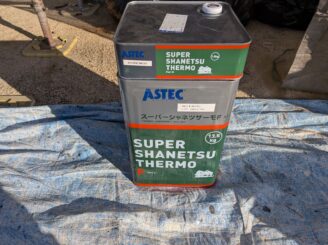 ASTEC
SUPER
SHANETSU
THERMO
ASTEC
スーパーシャネツサーモF
SUPER
SHANETSU
THERMO